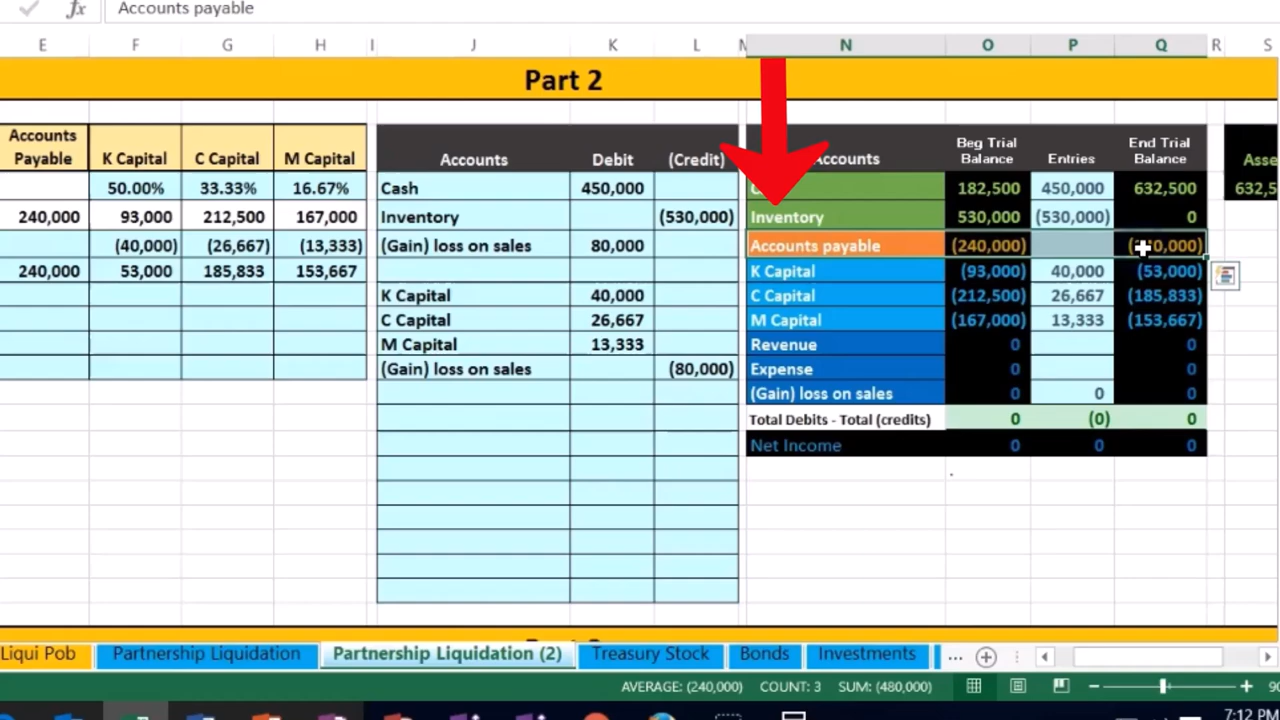 fx Accounts payable
E F G H I J K L M N O P Q R S
Part 2
Accounts Payable K Capital C Capital M Capital
50.00% 33.33% 16.67%
240,000 93,000 212,500 167,000
(40,000) (26,667) (13,333)
240,000 53,000 185,833 153,667
Accounts Debit (Credit)
Cash 450,000
Inventory (530,000)
(Gain) loss on sales 80,000
K Capital 40,000
C Capital 26,667
M Capital 13,333
(Gain) loss on sales (80,000)
Accounts Beg Trial Balance Entries End Trial Balance
182,500 450,000 632,500
Inventory 530,000 (530,000) 0
Accounts payable (240,000)
K Capital (93,000) 40,000 (53,000)
C Capital (212,500) 26,667 (185,833)
M Capital (167,000) 13,333 (153,667)
Revenue 0 0
Expense 0 0
(Gain) loss on sales 0 0 0
Total Debits - Total (credits) 0 (0) 0
Net Income 0 0 0
.
Asse
632,5
Liqui Pob Partnership Liquidation Partnership Liquidation (2) Treasury Stock Bonds Investments ...
AVERAGE: (240,000) COUNT: 3 SUM: (480,000) 90
7:12 PM